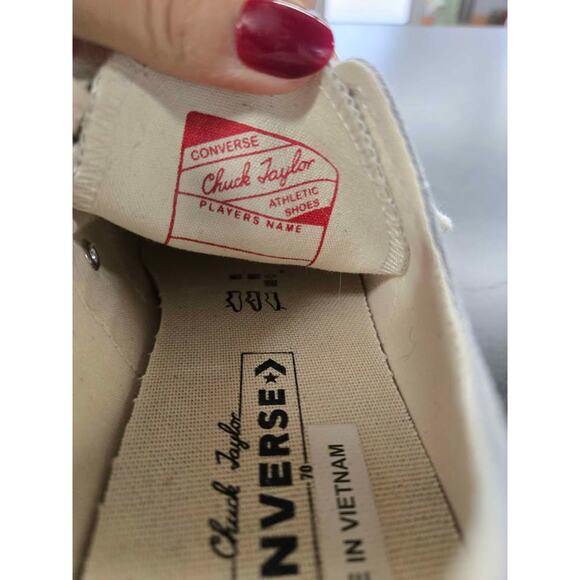 CONVERSE
Chuck Taylor
ATHLETIC
SHOES
PLAYERS NAME
Chuck Taylor
NVERSE
70
E IN VIETNAM